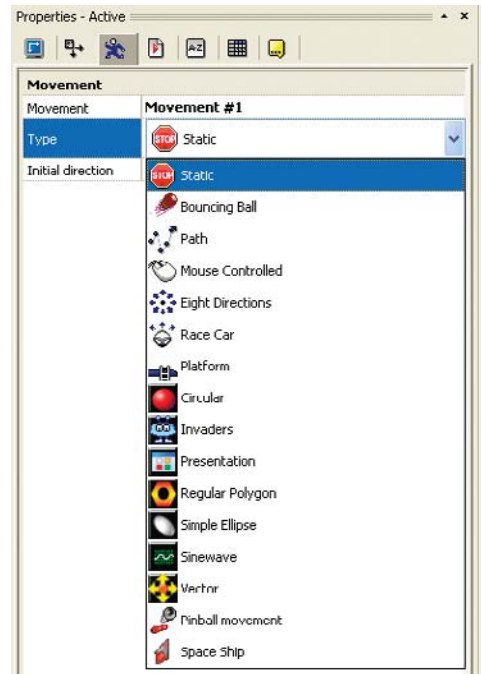 Properties - Active
A-Z
Movement
Movement Movement #1
Type STOP Static
Initial direction
STOP Static
Bouncing Ball
Path
Mouse Controlled
Eight Directions
Race Car
Platform
Circular
Invaders
Presentation
Regular Polygon
Simple Ellipse
Sinewave
Vector
Pinball movement
Space Ship